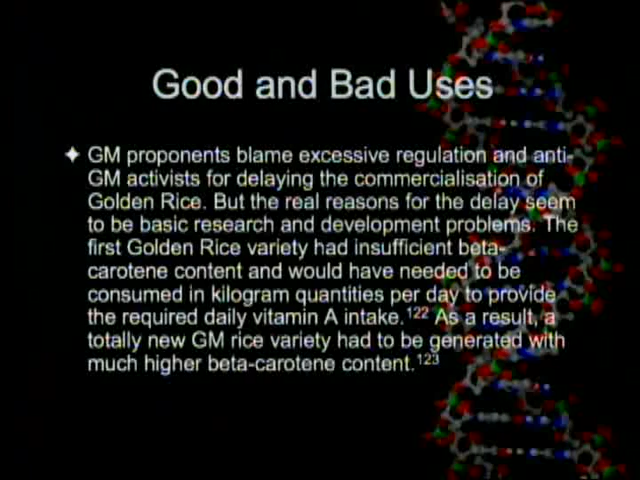 Good and Bad Uses
GM proponents blame excessive regulation and anti-
GM activists for delaying the commercialisation of
Golden Rice. But the real reasons for the delay seem
to be basic research and development problems. The
first Golden Rice variety had insufficient beta-
carotene content and would have needed to be
consumed in kilogram quantities per day to provide
the required daily vitamin A intake.¹²² As a result, a
totally new GM rice variety had to be generated with
much higher beta-carotene content.¹²³